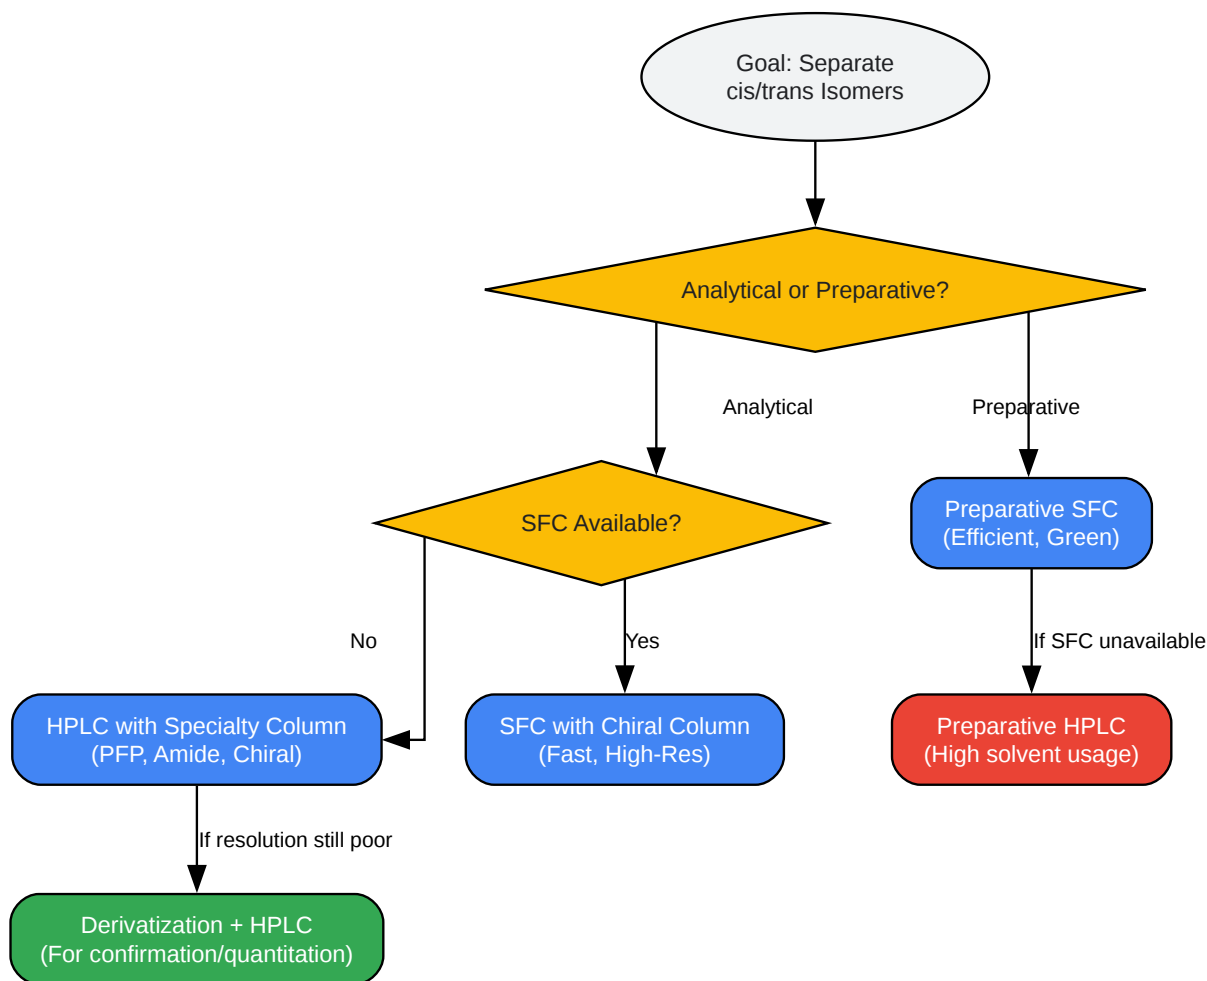 Goal: Separate
cis/trans Isomers
Analytical or Preparative?
Analytical
Preparative
SFC Available?
Preparative SFC
(Efficient, Green)
No
Yes
If SFC unavailable
HPLC with Specialty Column
(PFP, Amide, Chiral)
SFC with Chiral Column
(Fast, High-Res)
Preparative HPLC
(High solvent usage)
If resolution still poor
Derivatization + HPLC
(For confirmation/quantitation)